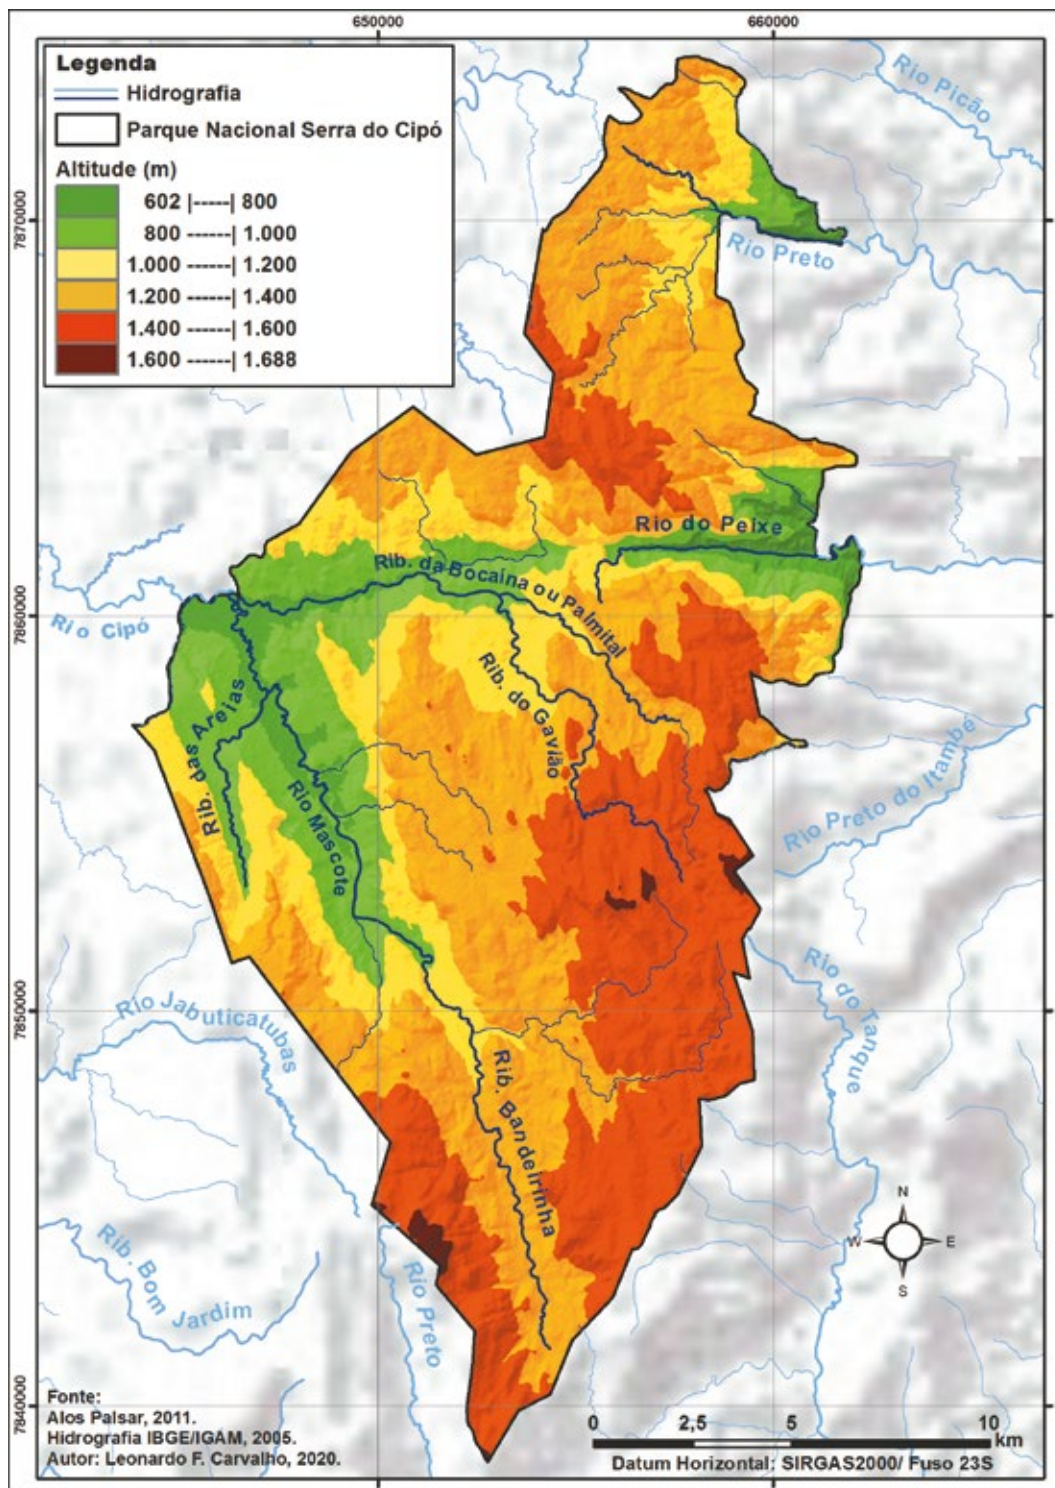 650000
660000
Legenda
Hidrografia
Parque Nacional Serra do Cipó
Altitude (m)
602 |-----| 800
800 ------| 1.000
1.000 ------| 1.200
1.200 ------| 1.400
1.400 ------| 1.600
1.600 ------| 1.688
Rio Picão
7870000
Rio Preto
Rio do Peixe
Rib. da Bocaina ou Palmital
7860000
Rio Cipó
Rib. do Gavião
Rib. das Areias
Rio Mascote
Rio Preto do Itambé
Rio do Tanque
7850000
Rio Jabuticatubas
Rib. Bandeirinha
Rib. Bom Jardim
Rio Preto
N
W
E
S
7840000
Fonte:
Alos Palsar, 2011.
Hidrografia IBGE/IGAM, 2005.
Autor: Leonardo F. Carvalho, 2020.
0 2,5 5 10
km
Datum Horizontal: SIRGAS2000/ Fuso 23S